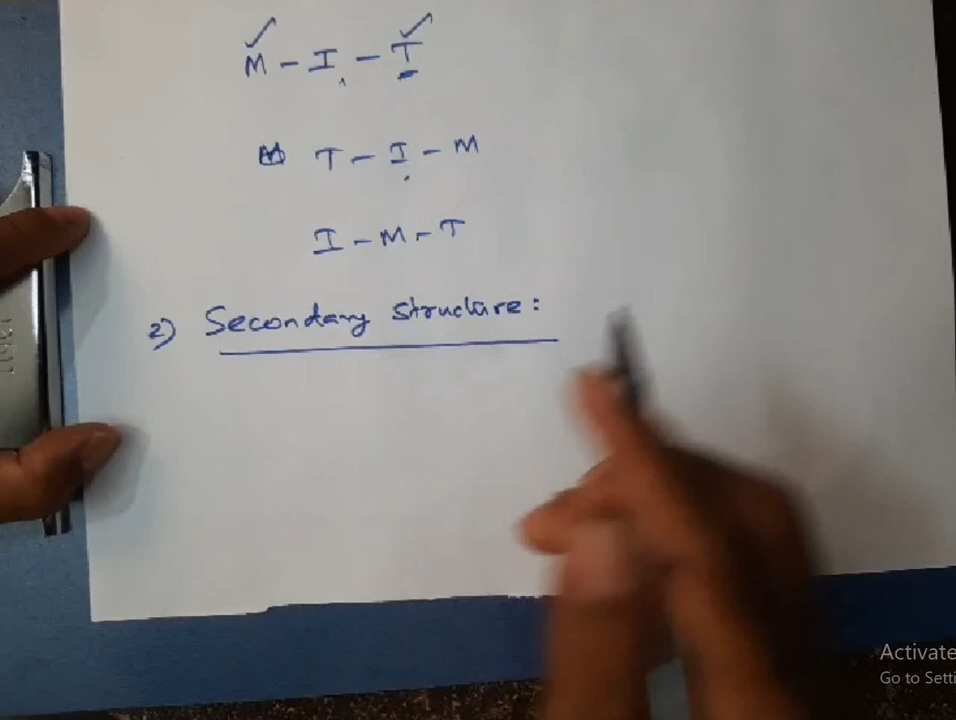 M - I - T
T - I - M
I - M - T
2) Secondary Structure:
Activate
Go to Setti